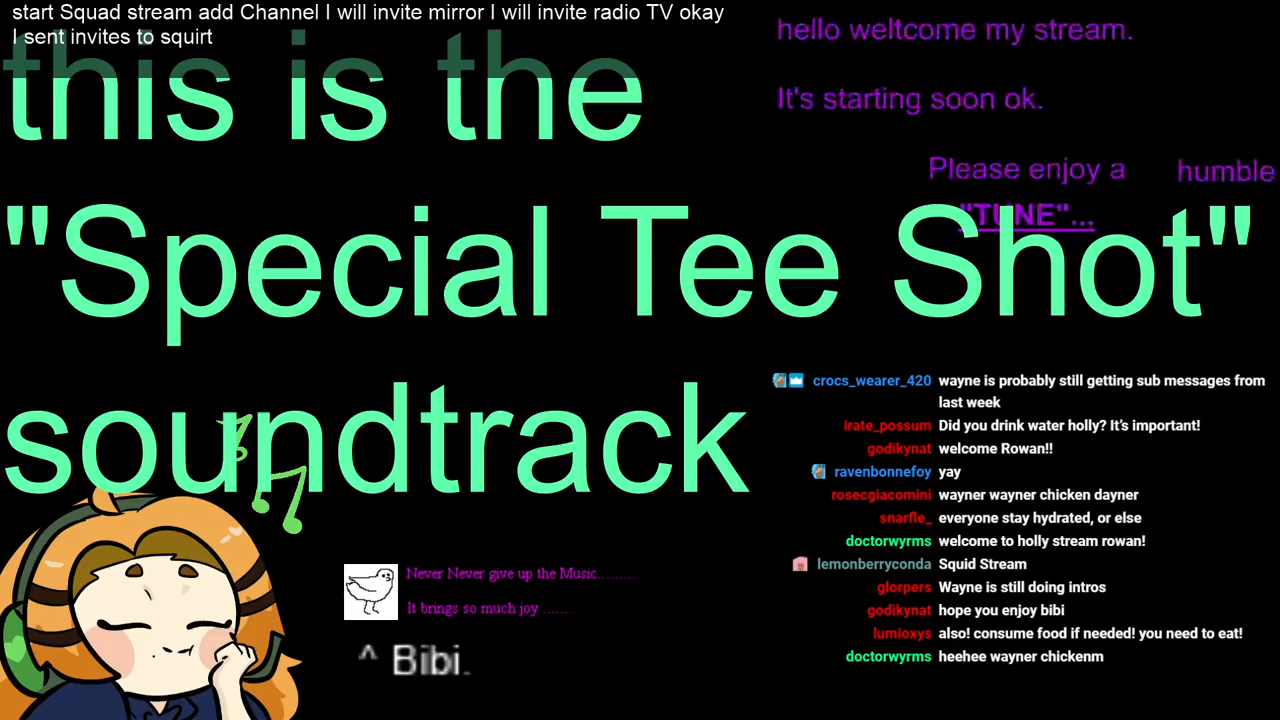 start Squad stream add Channel I will invite mirror I will invite radio TV okay
I sent invites to squirt
this is the
"Special Tee Shot"
soundtrack
hello weltcome my stream.
It's starting soon ok.
Please enjoy a humble
"TUNE"...
crocs_wearer_420 wayne is probably still getting sub messages from
last week
irate_possum Did you drink water holly? It’s important!
godikynat welcome Rowan!!
ravenbonnefoy yay
rosecgiacomini wayner wayner chicken dayner
snarfle_ everyone stay hydrated, or else
doctorwyrms welcome to holly stream rowan!
lemonberryconda Squid Stream
glorpers Wayne is still doing intros
godikynat hope you enjoy bibi
lumioxys also! consume food if needed! you need to eat!
doctorwyrms heehee wayner chickenm
Never Never give up the Music.........
It brings so much joy .......
^ Bibi.